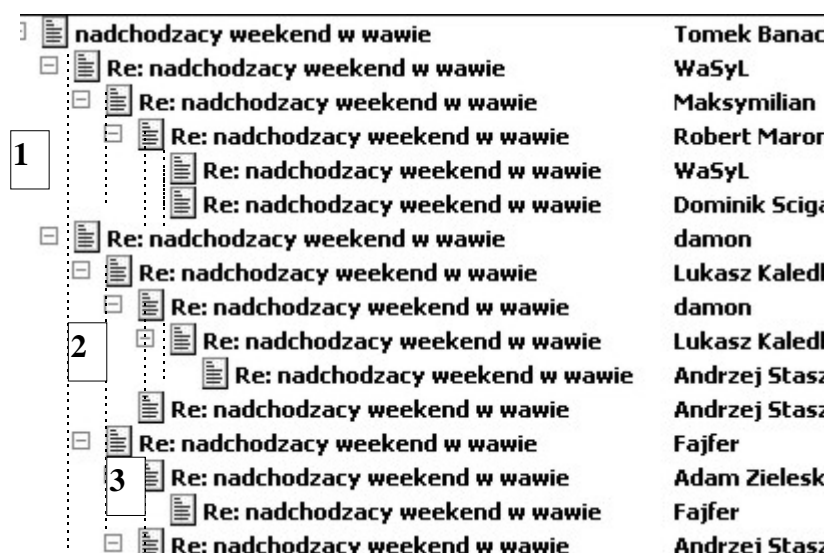 nadchodzacy weekend w wawie Tomek Banac
Re: nadchodzacy weekend w wawie WaSyL
Re: nadchodzacy weekend w wawie Maksymilian
Re: nadchodzacy weekend w wawie Robert Maron
1
Re: nadchodzacy weekend w wawie WaSyL
Re: nadchodzacy weekend w wawie Dominik Sciga
Re: nadchodzacy weekend w wawie damon
Re: nadchodzacy weekend w wawie Lukasz Kaledl
Re: nadchodzacy weekend w wawie damon
2
Re: nadchodzacy weekend w wawie Lukasz Kaledl
Re: nadchodzacy weekend w wawie Andrzej Stasz
Re: nadchodzacy weekend w wawie Andrzej Stasz
Re: nadchodzacy weekend w wawie Fajfer
3
Re: nadchodzacy weekend w wawie Adam Zielesk
Re: nadchodzacy weekend w wawie Fajfer
Re: nadchodzacy weekend w wawie Andrzej Stasz